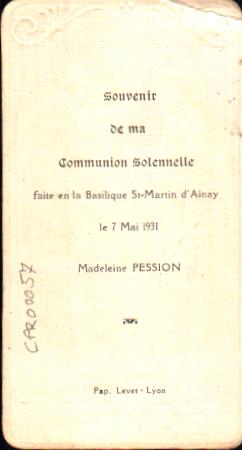 Souvenir
de ma
Communion Solennelle
faite en la Basilique St-Martin d'Ainay
le 7 Mai 1931
Madeleine PESSION
CAR00057
Pap. Levet - Lyon